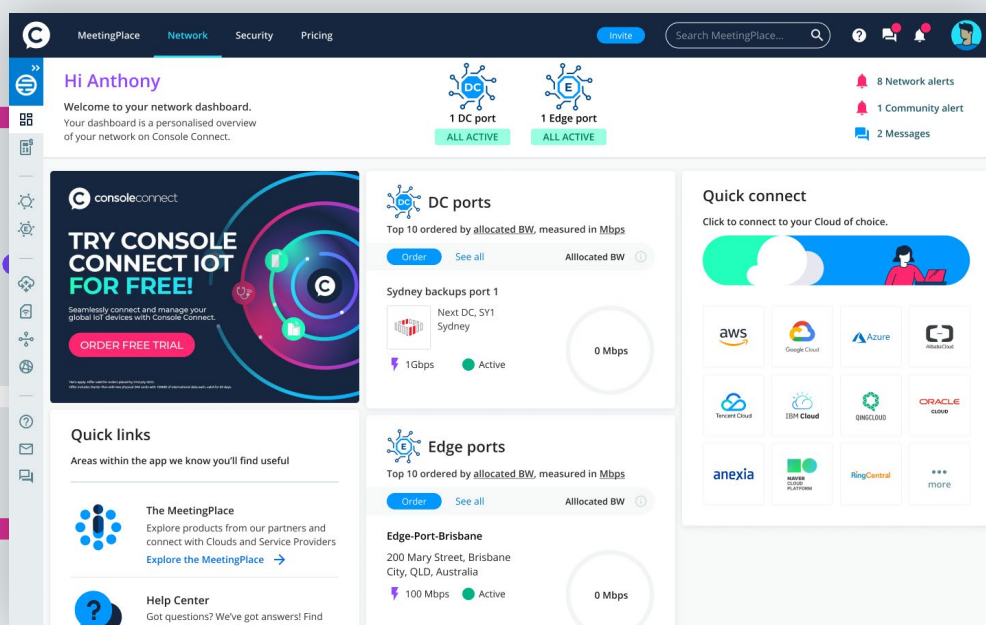 MeetingPlace
Network
Security
Pricing
Invite
Search MeetingPlace...
Hi Anthony
Welcome to your network dashboard.
Your dashboard is a personalised overview
of your network on Console Connect.
DC
1 DC port
ALL ACTIVE
E
1 Edge port
ALL ACTIVE
8 Network alerts
1 Community alert
2 Messages
consoleconnect
TRY CONSOLE
CONNECT IOT
FOR FREE!
Seamlessly connect and manage your
global IoT devices with Console Connect.
ORDER FREE TRIAL
DC
DC ports
Top 10 ordered by allocated BW, measured in Mbps
Order
See all
Alllocated BW
Sydney backups port 1
Next DC, SY1
Sydney
1Gbps
Active
0 Mbps
Quick connect
Click to connect to your Cloud of choice.
aws
Google Cloud
Azure
Alibaba Cloud
Tencent Cloud
IBM Cloud
QINGCLOUD
ORACLE
CLOUD
anexia
NAVER
CLOUD
PLATFORM
RingCentral
more
Quick links
Areas within the app we know you'll find useful
The MeetingPlace
Explore products from our partners and
connect with Clouds and Service Providers
Explore the MeetingPlace →
Help Center
Got questions? We've got answers! Find
E
Edge ports
Top 10 ordered by allocated BW, measured in Mbps
Order
See all
Alllocated BW
Edge-Port-Brisbane
200 Mary Street, Brisbane
City, QLD, Australia
100 Mbps
Active
0 Mbps